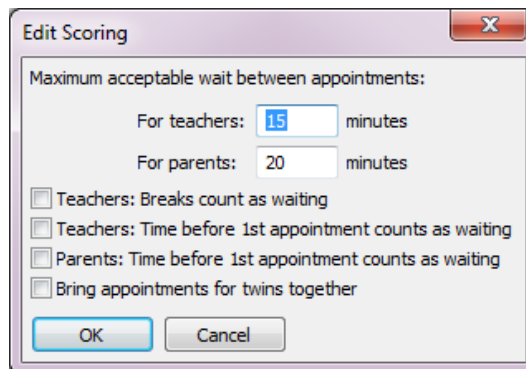 Edit Scoring
Maximum acceptable wait between appointments:
For teachers: 15 minutes
For parents: 20 minutes
Teachers: Breaks count as waiting
Teachers: Time before 1st appointment counts as waiting
Parents: Time before 1st appointment counts as waiting
Bring appointments for twins together
OK Cancel